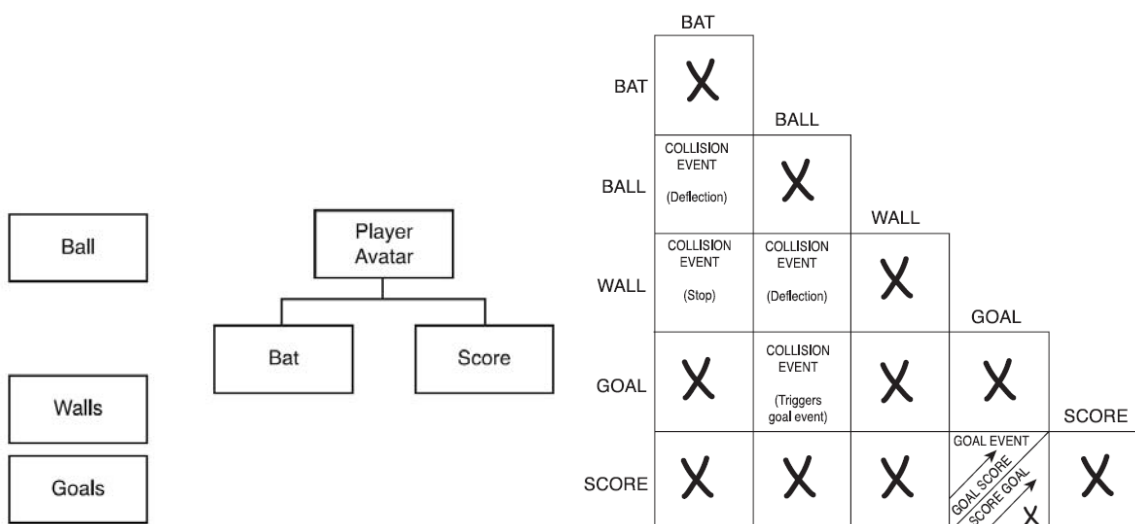 Ball
Player
Avatar
Bat
Score
Walls
Goals
BAT
BAT
BALL
BALL
COLLISION
EVENT
(Deflection)
WALL
WALL
COLLISION
EVENT
(Stop)
COLLISION
EVENT
(Deflection)
GOAL
GOAL
COLLISION
EVENT
(Triggers
goal event)
SCORE
SCORE
GOAL EVENT
GOAL SCORE
SCORE GOAL